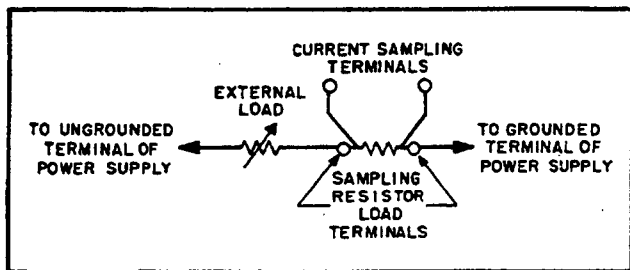 CURRENT SAMPLING
TERMINALS
EXTERNAL
LOAD
TO UNGROUNDED
TERMINAL OF
POWER SUPPLY
TO GROUNDED
TERMINAL OF
POWER SUPPLY
SAMPLING
RESISTOR
LOAD
TERMINALS